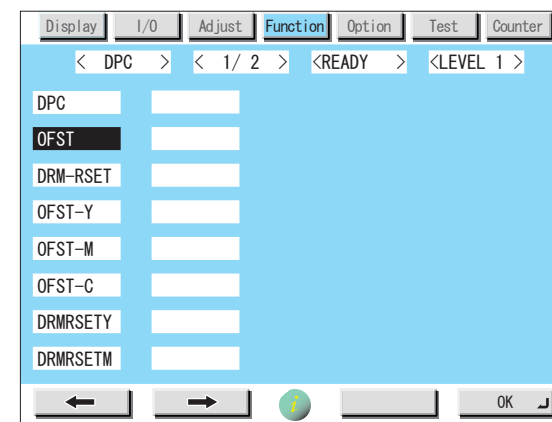 Display I/O Adjust Function Option Test Counter
< DPC > < 1/ 2 > <READY > <LEVEL 1 >
DPC
OFST
DRM-RSET
OFST-Y
OFST-M
OFST-C
DRMRSETY
DRMRSETM
← → i OK ┛